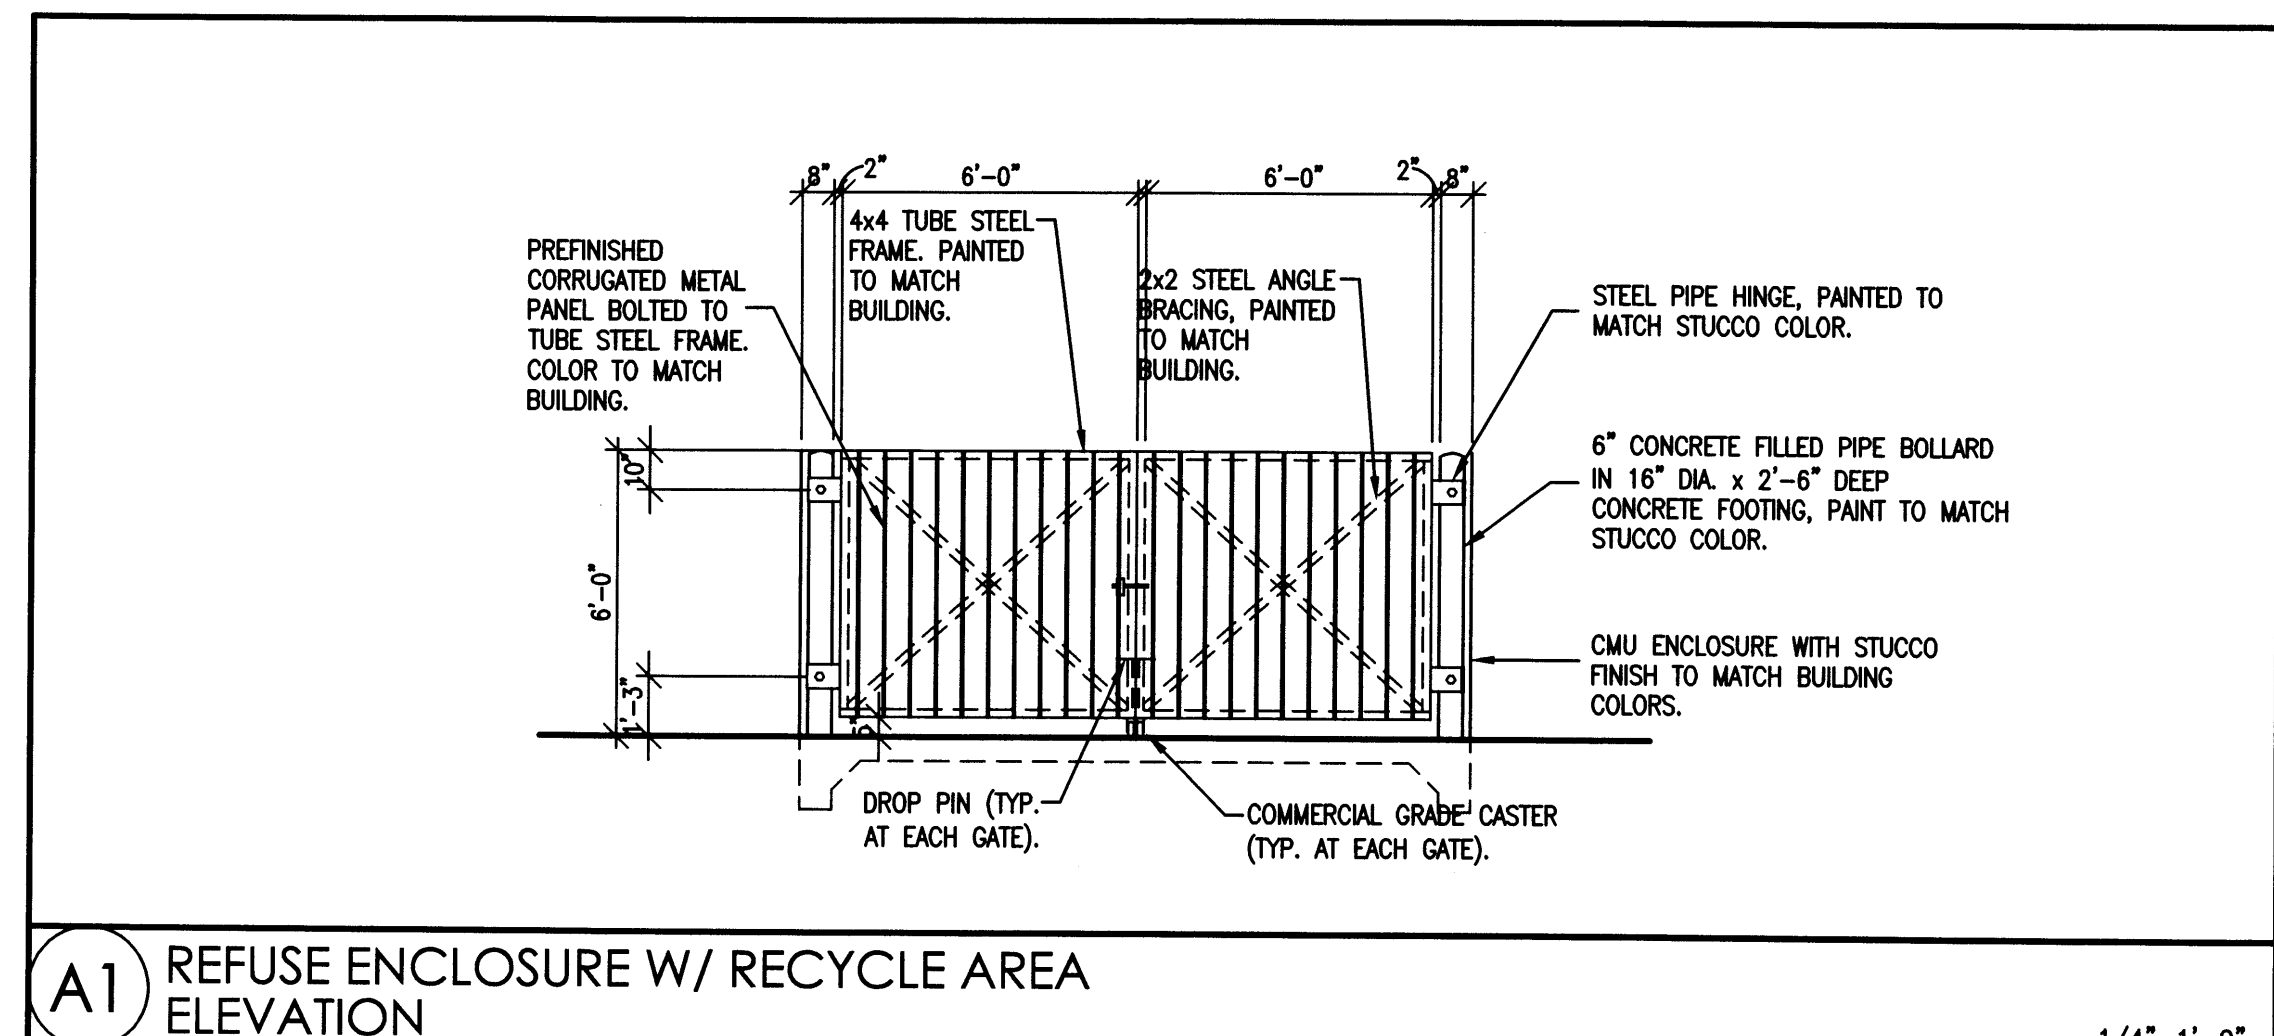 8" 2" 6'-0" 6'-0" 2" 8"
4x4 TUBE STEEL
FRAME. PAINTED
TO MATCH
BUILDING.
PREFINISHED
CORRUGATED METAL
PANEL BOLTED TO
TUBE STEEL FRAME.
COLOR TO MATCH
BUILDING.
2x2 STEEL ANGLE
BRACING, PAINTED
TO MATCH
BUILDING.
STEEL PIPE HINGE, PAINTED TO
MATCH STUCCO COLOR.
6" CONCRETE FILLED PIPE BOLLARD
IN 16" DIA. x 2'-6" DEEP
CONCRETE FOOTING, PAINT TO MATCH
STUCCO COLOR.
CMU ENCLOSURE WITH STUCCO
FINISH TO MATCH BUILDING
COLORS.
10"
6'-0"
1'-3"
DROP PIN (TYP.
AT EACH GATE).
COMMERCIAL GRADE CASTER
(TYP. AT EACH GATE).
A1
REFUSE ENCLOSURE W/ RECYCLE AREA
ELEVATION